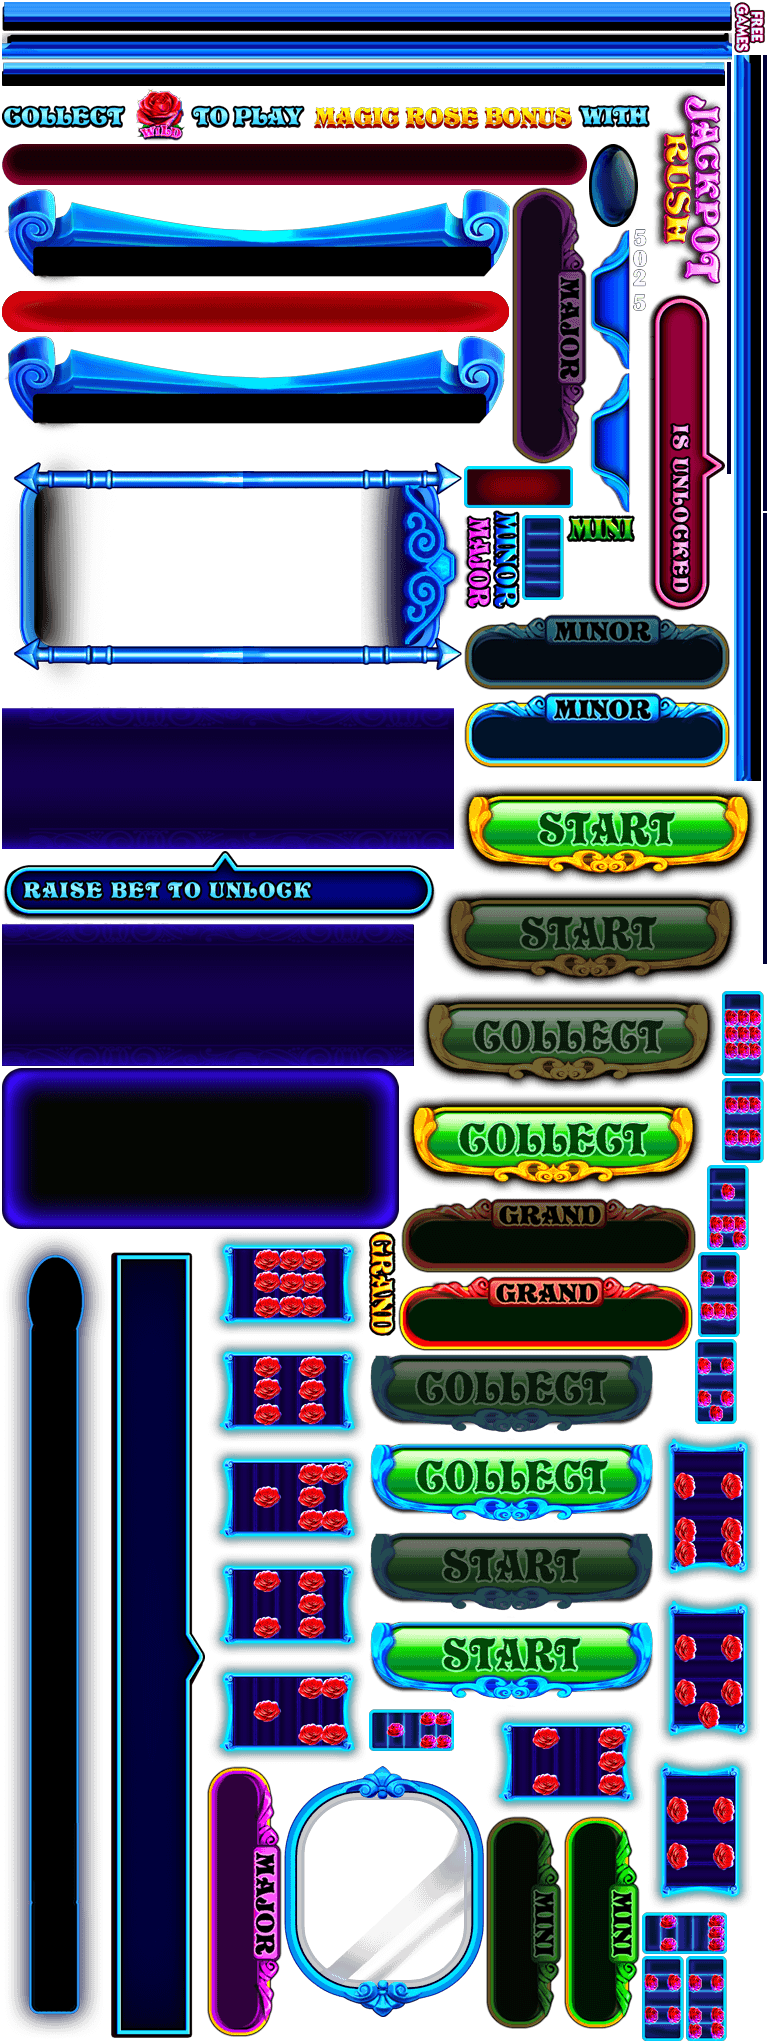 FREE GAMES
COLLECT WILD TO PLAY MAGIC ROSE BONUS WITH
JACKPOT RUSH
5025
MAJOR
IS UNLOCKED
MAJOR
MINOR
MINI
MINOR
MINOR
START
RAISE BET TO UNLOCK
START
COLLECT
COLLECT
GRAND
GRAND
GRAND
COLLECT
COLLECT
START
START
MAJOR
MINI
MINI